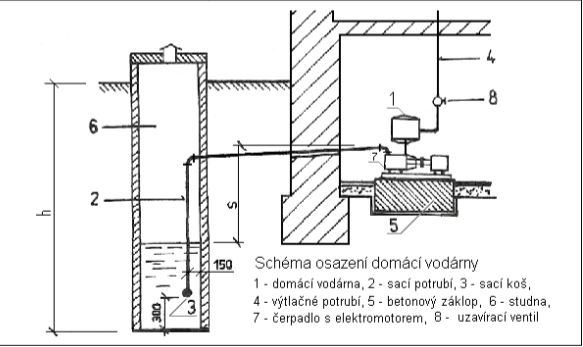 4
8
1
6
7
h
2
S
5
150
3
300
Schéma osazení domácí vodárny
1 - domácí vodárna, 2 - sací potrubí, 3 - sací koš,
4 - výtlačné potrubí, 5 - betonový záklop, 6 - studna,
7 - čerpadlo s elektromotorem, 8 - uzavírací ventil